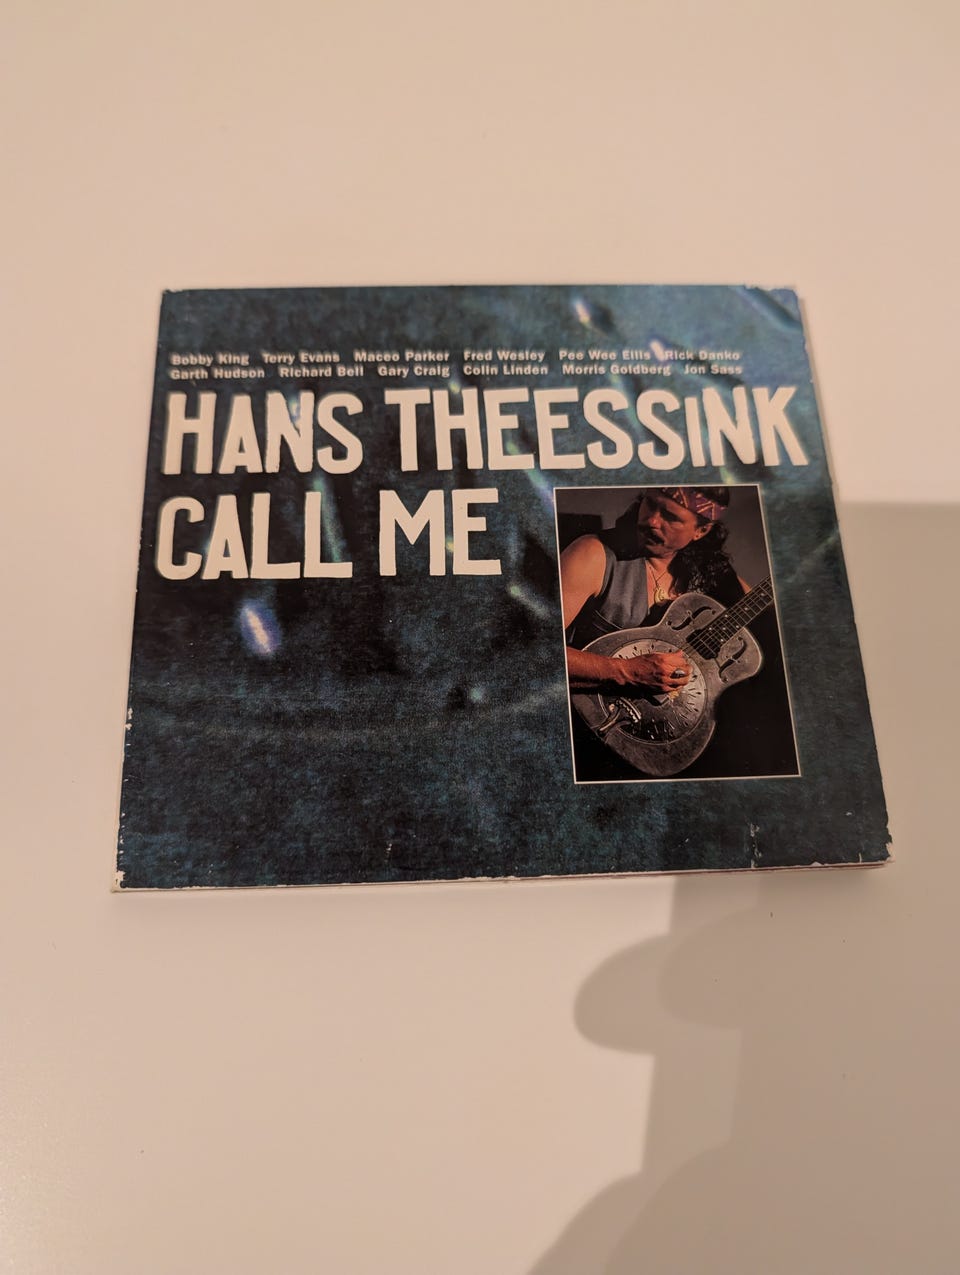 Bobby King Terry Evans Maceo Parker Fred Wesley Pee Wee Ellis Rick Danko
Garth Hudson Richard Bell Gary Craig Colin Linden Morris Goldberg Jon Sass
HANS THEESSiNK
CALL ME